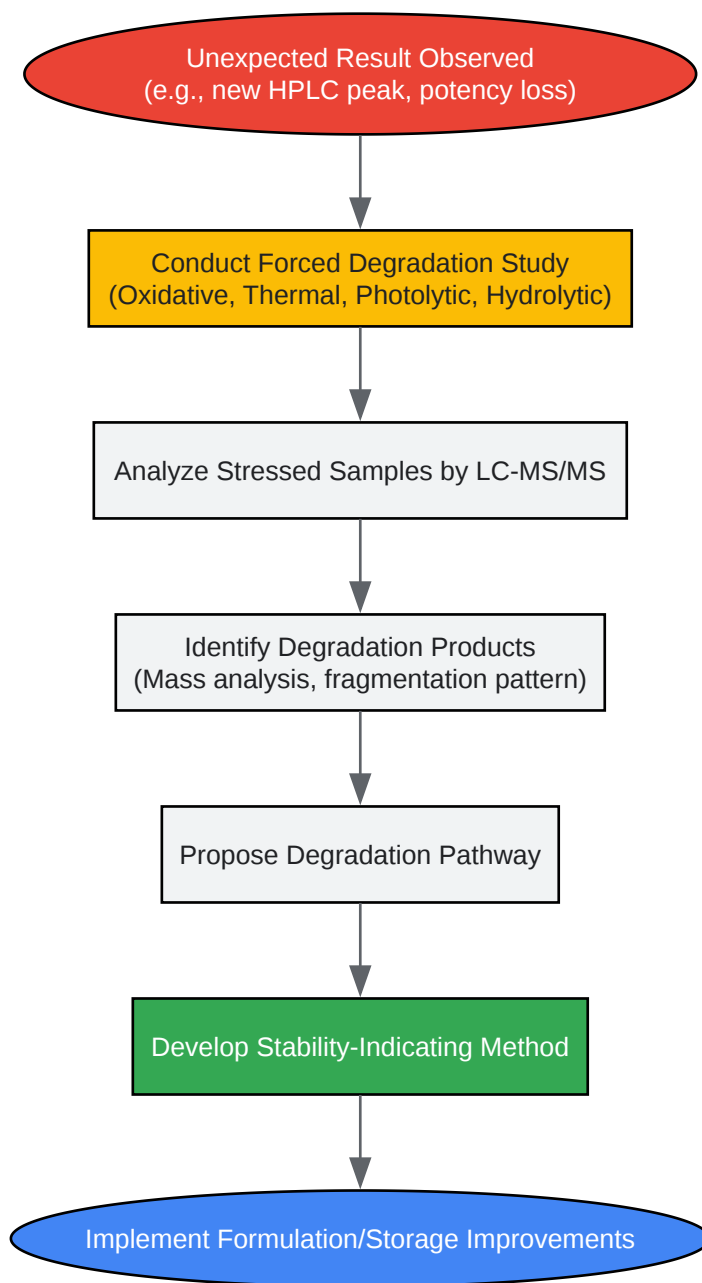 Unexpected Result Observed
(e.g., new HPLC peak, potency loss)
Conduct Forced Degradation Study
(Oxidative, Thermal, Photolytic, Hydrolytic)
Analyze Stressed Samples by LC-MS/MS
Identify Degradation Products
(Mass analysis, fragmentation pattern)
Propose Degradation Pathway
Develop Stability-Indicating Method
Implement Formulation/Storage Improvements